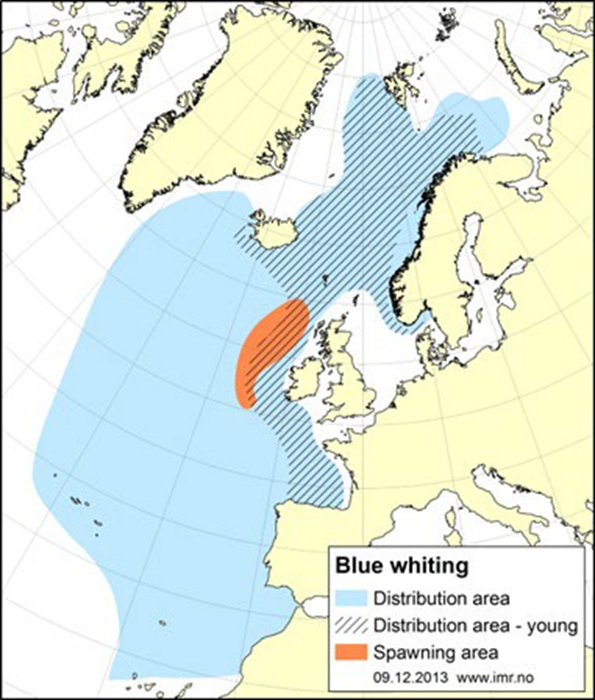 Blue whiting
Distribution area
Distribution area - young
Spawning area
09.12.2013 www.imr.no